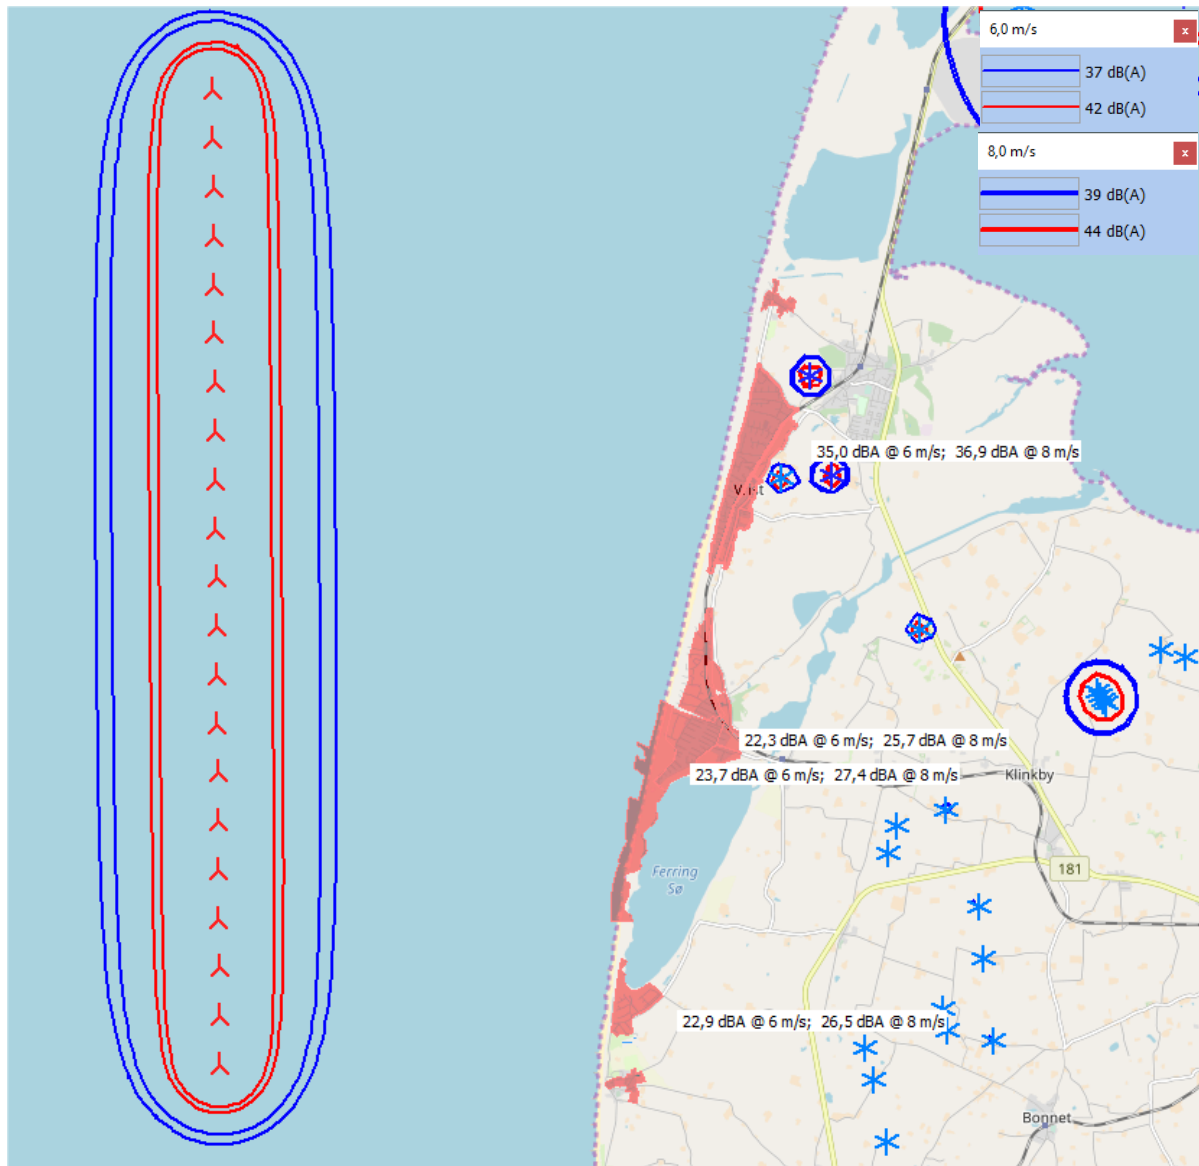 6,0 m/s
x
37 dB(A)
42 dB(A)
8,0 m/s
x
39 dB(A)
44 dB(A)
35,0 dBA @ 6 m/s; 36,9 dBA @ 8 m/s
22,3 dBA @ 6 m/s; 25,7 dBA @ 8 m/s
23,7 dBA @ 6 m/s; 27,4 dBA @ 8 m/s
Klinkby
181
Ferring
Sø
22,9 dBA @ 6 m/s; 26,5 dBA @ 8 m/s
Bonnet